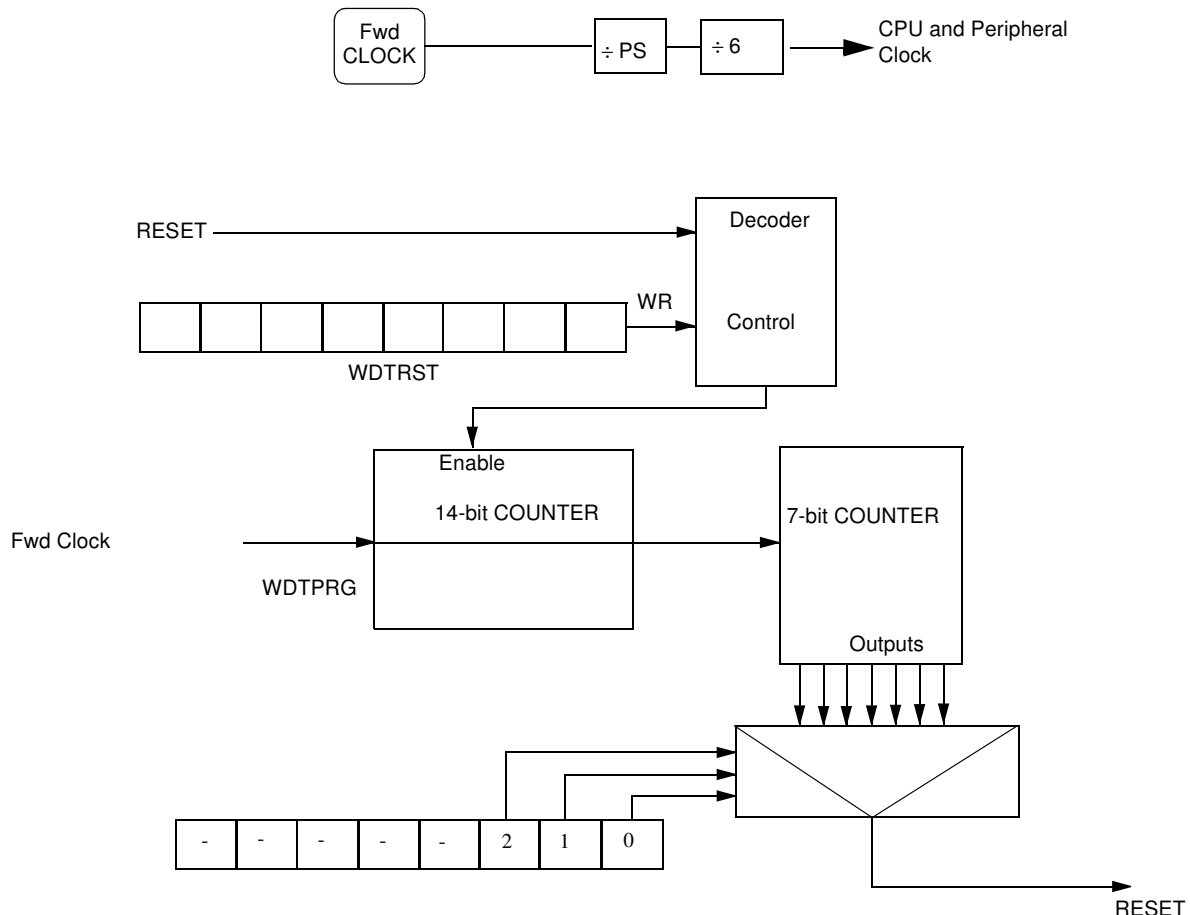 Fwd
CLOCK
÷ PS
÷ 6
CPU and Peripheral
Clock
RESET
Decoder
WR
Control
WDTRST
Enable
14-bit COUNTER
7-bit COUNTER
Fwd Clock
WDTPRG
Outputs
- - - - - 2 1 0
RESET